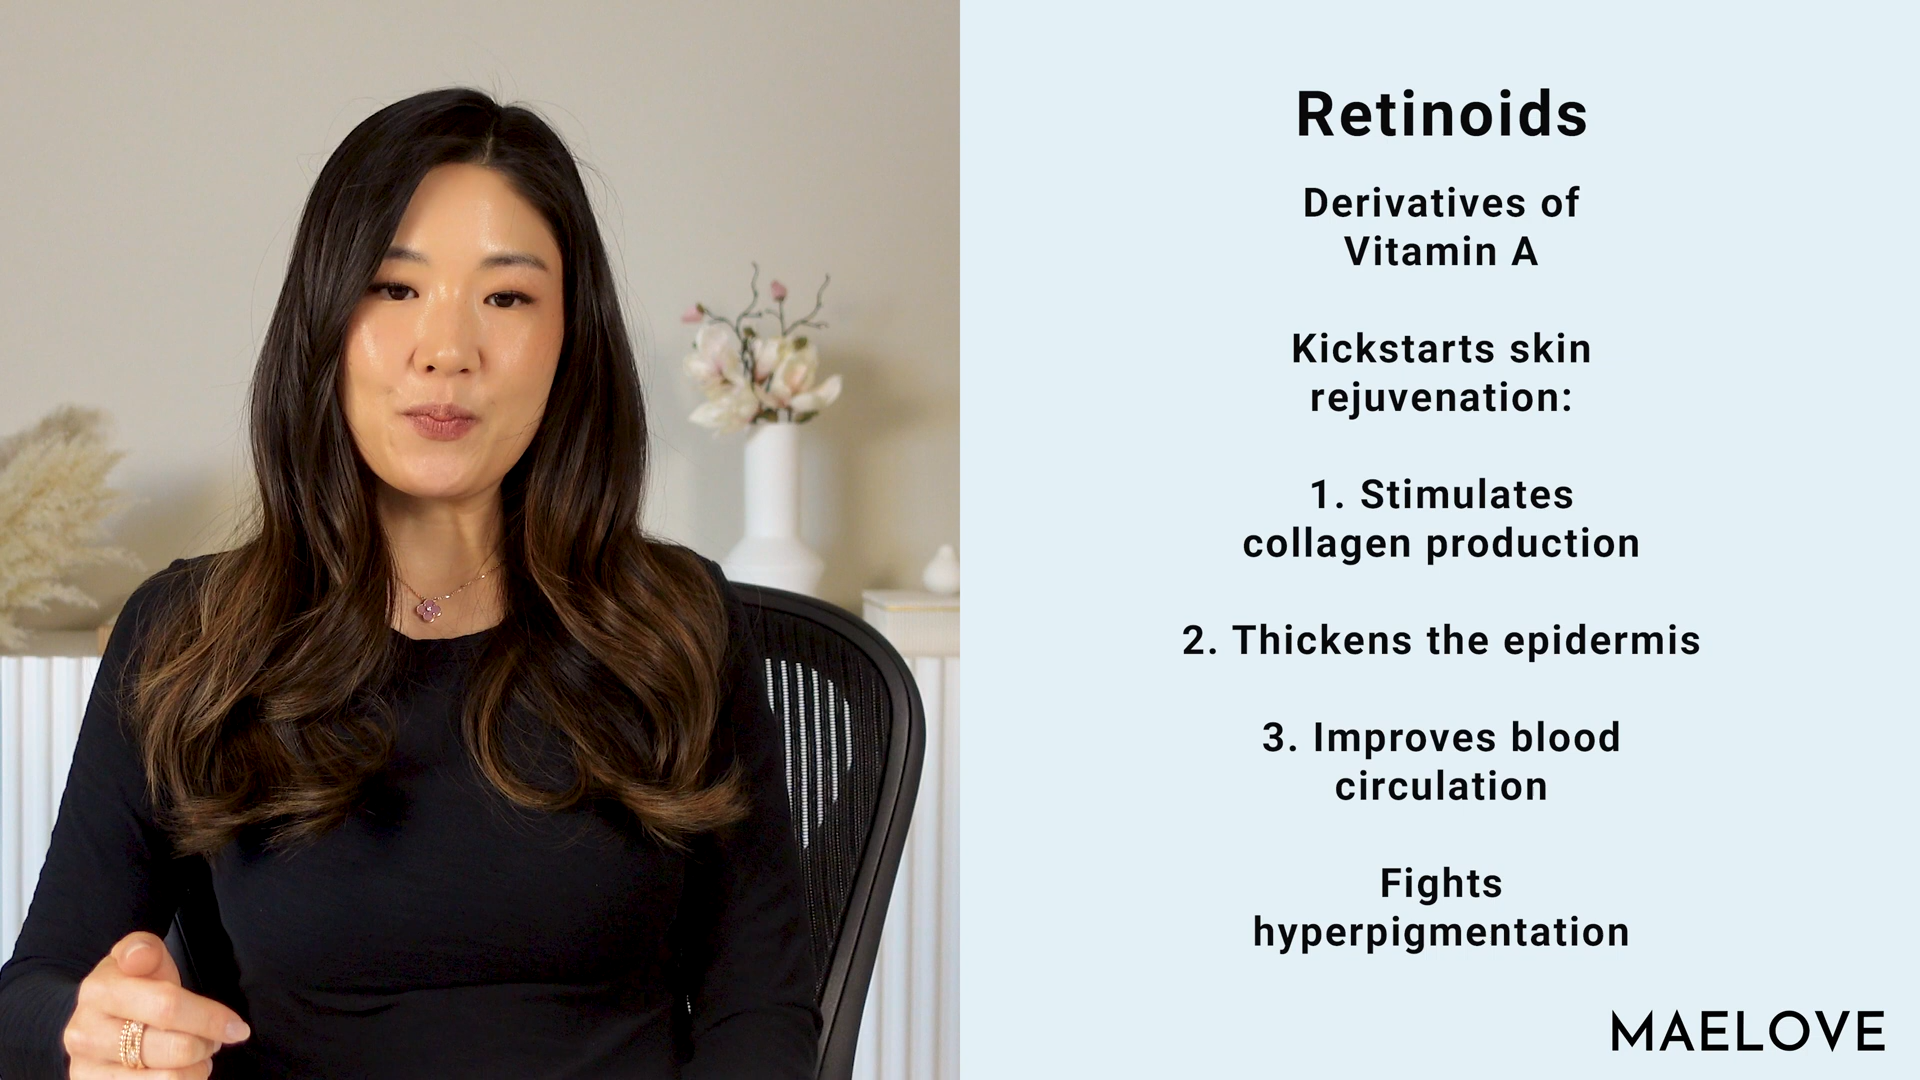 Retinoids
Derivatives of
Vitamin A
Kickstarts skin
rejuvenation:
1. Stimulates
collagen production
2. Thickens the epidermis
3. Improves blood
circulation
Fights
hyperpigmentation
MAELOVE